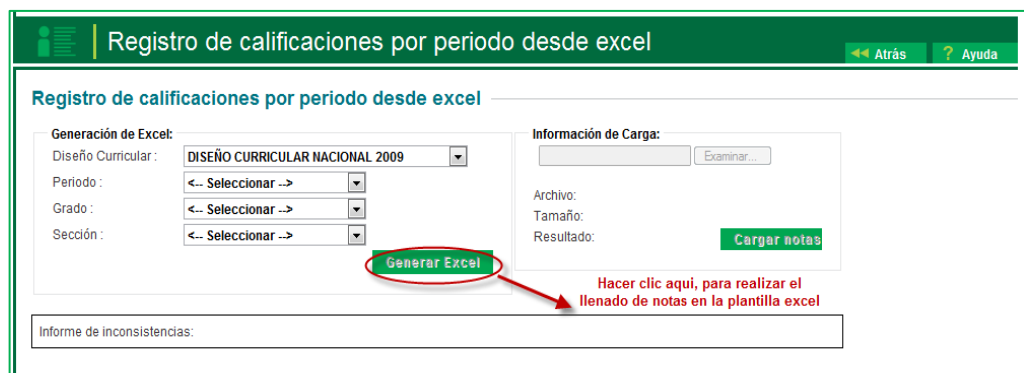 Registro de calificaciones por periodo desde excel
Atrás
? Ayuda
Registro de calificaciones por periodo desde excel
Generación de Excel:
Diseño Curricular : DISEÑO CURRICULAR NACIONAL 2009
Periodo : <-- Seleccionar -->
Grado : <-- Seleccionar -->
Sección : <-- Seleccionar -->
Generar Excel
Información de Carga:
Examinar...
Archivo:
Tamaño:
Resultado:
Cargar notas
Hacer clic aqui, para realizar el
llenado de notas en la plantilla excel
Informe de inconsistencias: